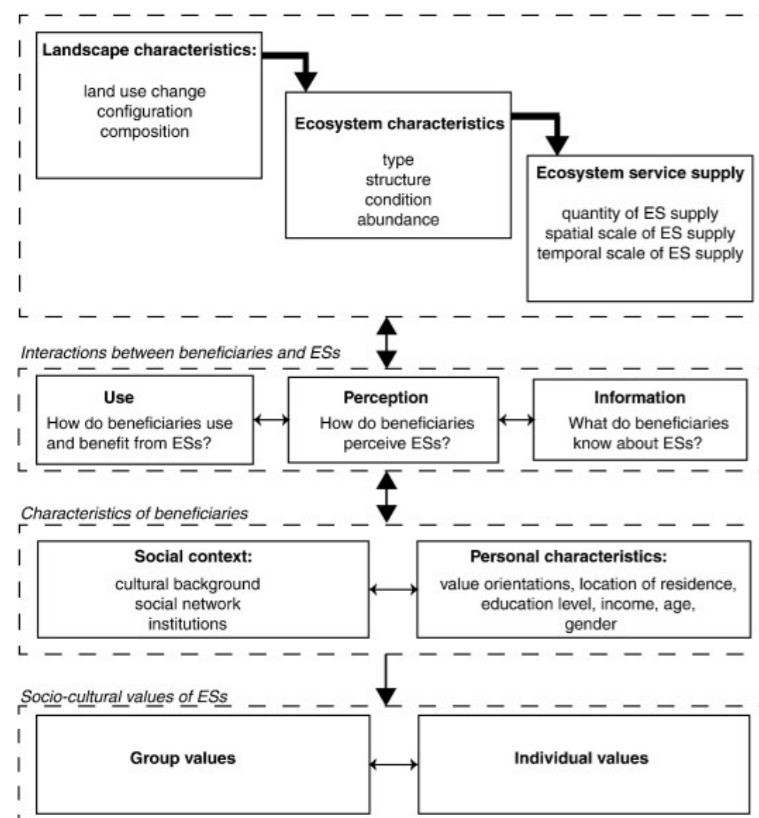 Landscape characteristics:
land use change
configuration
composition
Ecosystem characteristics
type
structure
condition
abundance
Ecosystem service supply
quantity of ES supply
spatial scale of ES supply
temporal scale of ES supply
Interactions between beneficiaries and ESs
Use
How do beneficiaries use
and benefit from ESs?
Perception
How do beneficiaries
perceive ESs?
Information
What do beneficiaries
know about ESs?
Characteristics of beneficiaries
Social context:
cultural background
social network
institutions
Personal characteristics:
value orientations, location of residence,
education level, income, age,
gender
Socio-cultural values of ESs
Group values
Individual values